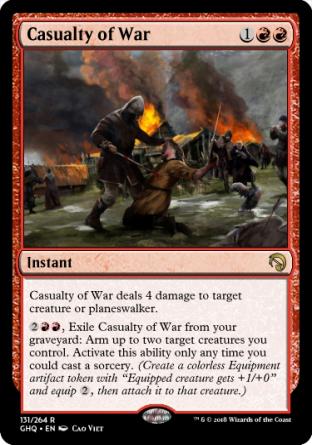 Casualty of War 1
Instant
Casualty of War deals 4 damage to target
creature or planeswalker.
2, Exile Casualty of War from your
graveyard: Arm up to two target creatures you
control. Activate this ability only any time you
could cast a sorcery. (Create a colorless Equipment
artifact token with “Equipped creature gets +1/+0”
and equip 2, then attach it to that creature.)
131/264 R
GHQ • EN Cao Viet
™ & © 2018 Wizards of the Coast